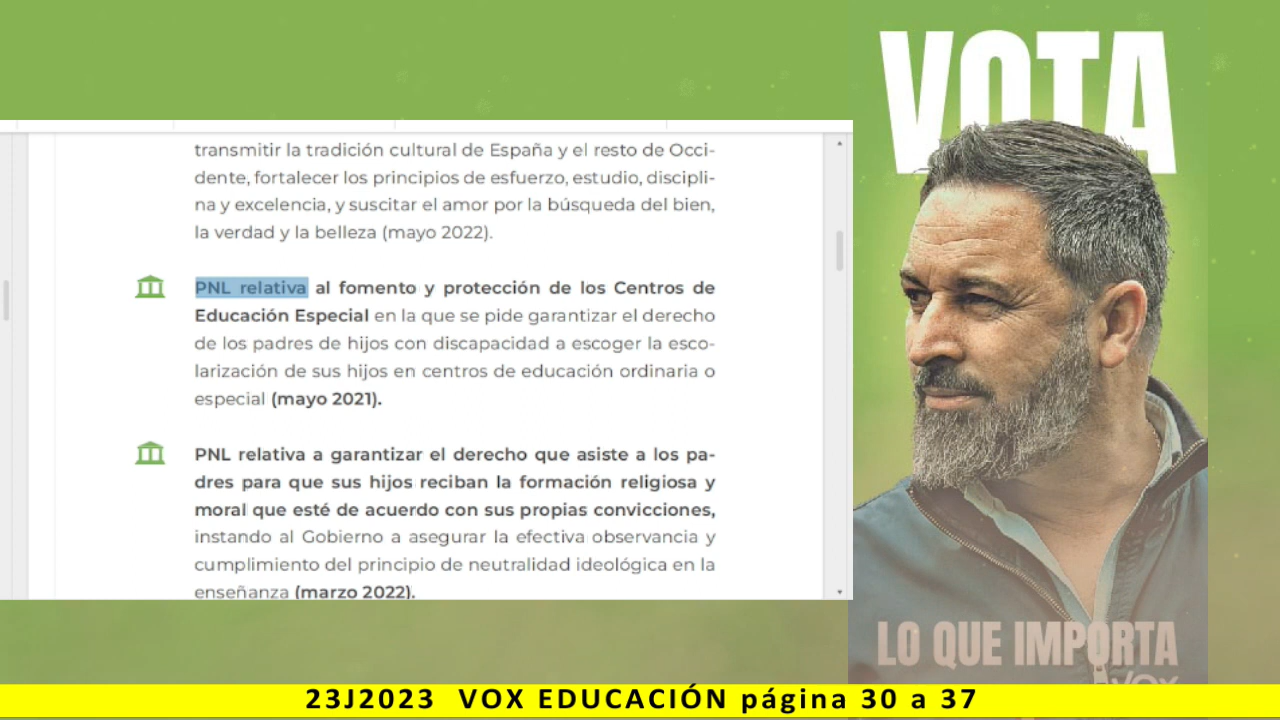 VOTA
transmitir la tradición cultural de España y el resto de Occi-
dente, fortalecer los principios de esfuerzo, estudio, discipli-
na y excelencia, y suscitar el amor por la búsqueda del bien,
la verdad y la belleza (mayo 2022).
PNL relativa al fomento y protección de los Centros de
Educación Especial en la que se pide garantizar el derecho
de los padres de hijos con discapacidad a escoger la esco-
larización de sus hijos en centros de educación ordinaria o
especial (mayo 2021).
PNL relativa a garantizar el derecho que asiste a los pa-
dres para que sus hijos reciban la formación religiosa y
moral que esté de acuerdo con sus propias convicciones,
instando al Gobierno a asegurar la efectiva observancia y
cumplimiento del principio de neutralidad ideológica en la
enseñanza (marzo 2022).
LO QUE IMPORTA
VOX
23J2023 VOX EDUCACIÓN página 30 a 37